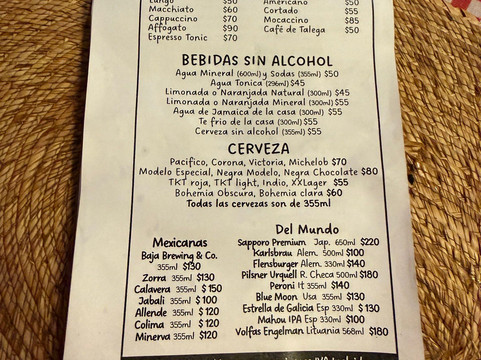 Lungo $50 Americano $50
Macchiato $60 Cortado $55
Cappuccino $70 Mocaccino $85
Affogato $90 Café de Talega $50
Espresso Tonic $70
BEBIDAS SIN ALCOHOL
Agua Mineral (600ml) y Sodas (355ml) $50
Agua Tonica (296ml) $45
Limonada o Naranjada Natural (300ml) $45
Limonada o Naranjada Mineral (300ml) $55
Agua de Jamaica de la casa (300ml) $55
Te frio de la casa (300ml) $55
Cerveza sin alcohol (355ml) $55
CERVEZA
Pacifico, Corona, Victoria, Michelob $70
Modelo Especial, Negra Modelo, Negra Chocolate $80
TKT roja, TKT light, Indio, XXLager $55
Bohemia Obscura, Bohemia clara $60
Todas las cervezas son de 355ml
Mexicanas
Baja Brewing & Co.
355ml $130
Zorra 355ml $130
Calavera 355ml $150
Jabali 355ml $100
Allende 355ml $120
Colima 355ml $120
Minerva 355ml $120
Del Mundo
Sapporo Premium Jap. 650ml $220
Karlsbrau Alem. 500ml $100
Flensburger Alem. 330ml $140
Pilsner Urquell R. Checa 500ml $180
Peroni It 355ml $140
Blue Moon Usa 355ml $130
Estrella de Galicia Esp 330ml $130
Mahou IPA Esp 330ml $100
Volfas Engelman Lituania 568ml $180